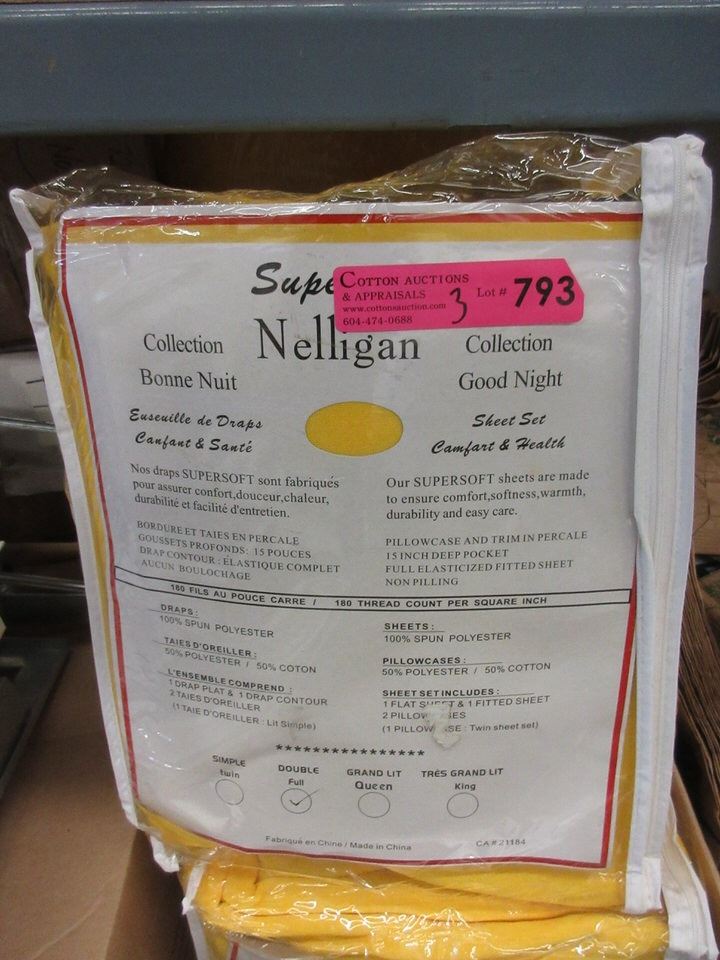 Supe
COTTON AUCTIONS
& APPRAISALS
www.cottonsauction.com
604-474-0688
3
Lot # 793
Nelligan
Collection
Bonne Nuit
Collection
Good Night
Enseuille de Draps
Canfant & Santé
Sheet Set
Camfart & Health
Nos draps SUPERSOFT sont fabriqués
pour assurer confort,douceur,chaleur,
durabilité et facilité d'entretien.
Our SUPERSOFT sheets are made
to ensure comfort,softness,warmth,
durability and easy care.
BORDURE ET TAIES EN PERCALE
GOUSSETS PROFONDS: 15 POUCES
DRAP CONTOUR : ÉLASTIQUE COMPLET
AUCUN BOULOCHAGE
PILLOWCASE AND TRIM IN PERCALE
15 INCH DEEP POCKET
FULL ELASTICIZED FITTED SHEET
NON PILLING
180 FILS AU POUCE CARRE / 180 THREAD COUNT PER SQUARE INCH
DRAPS :
100% SPUN POLYESTER
TAIES D'OREILLER :
50% POLYESTER / 50% COTON
L'ENSEMBLE COMPREND :
1 DRAP PLAT & 1 DRAP CONTOUR
2 TAIES D'OREILLER
(1 TAIE D'OREILLER : Lit Simple)
SHEETS :
100% SPUN POLYESTER
PILLOWCASES :
50% POLYESTER / 50% COTTON
SHEET SET INCLUDES :
1 FLAT SHEET & 1 FITTED SHEET
2 PILLOW SES
(1 PILLOW SE : Twin sheet set)
****************
SIMPLE
twin
DOUBLE
Full
GRAND LIT
Queen
TRÈS GRAND LIT
King
Fabriqué en Chine / Made in China
CA # 21184